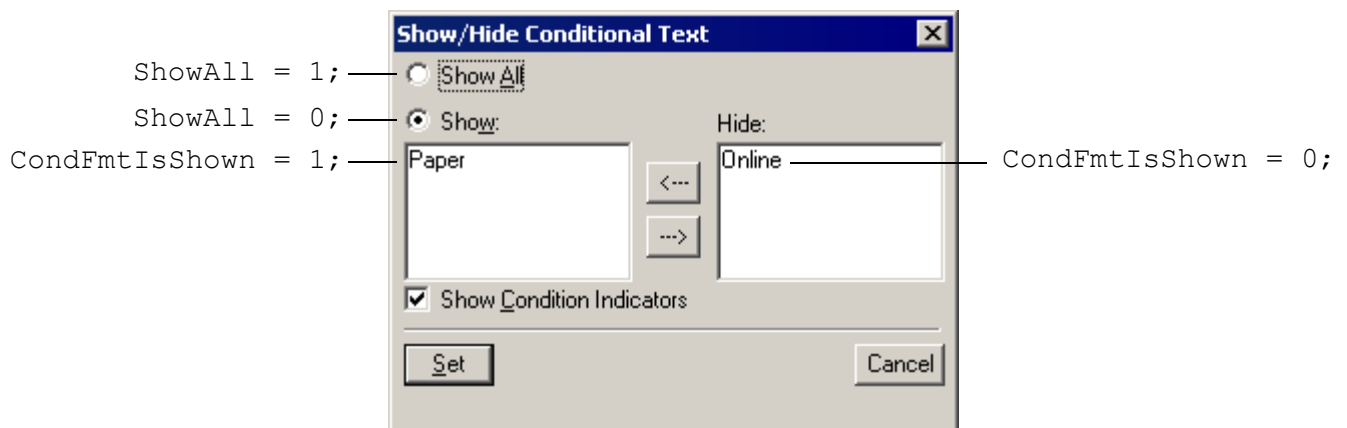 Show/Hide Conditional Text
ShowAll = 1; Show All
ShowAll = 0; Show: Hide:
CondFmtIsShown = 1; Paper <--- Online CondFmtIsShown = 0;
--->
Show Condition Indicators
Set Cancel